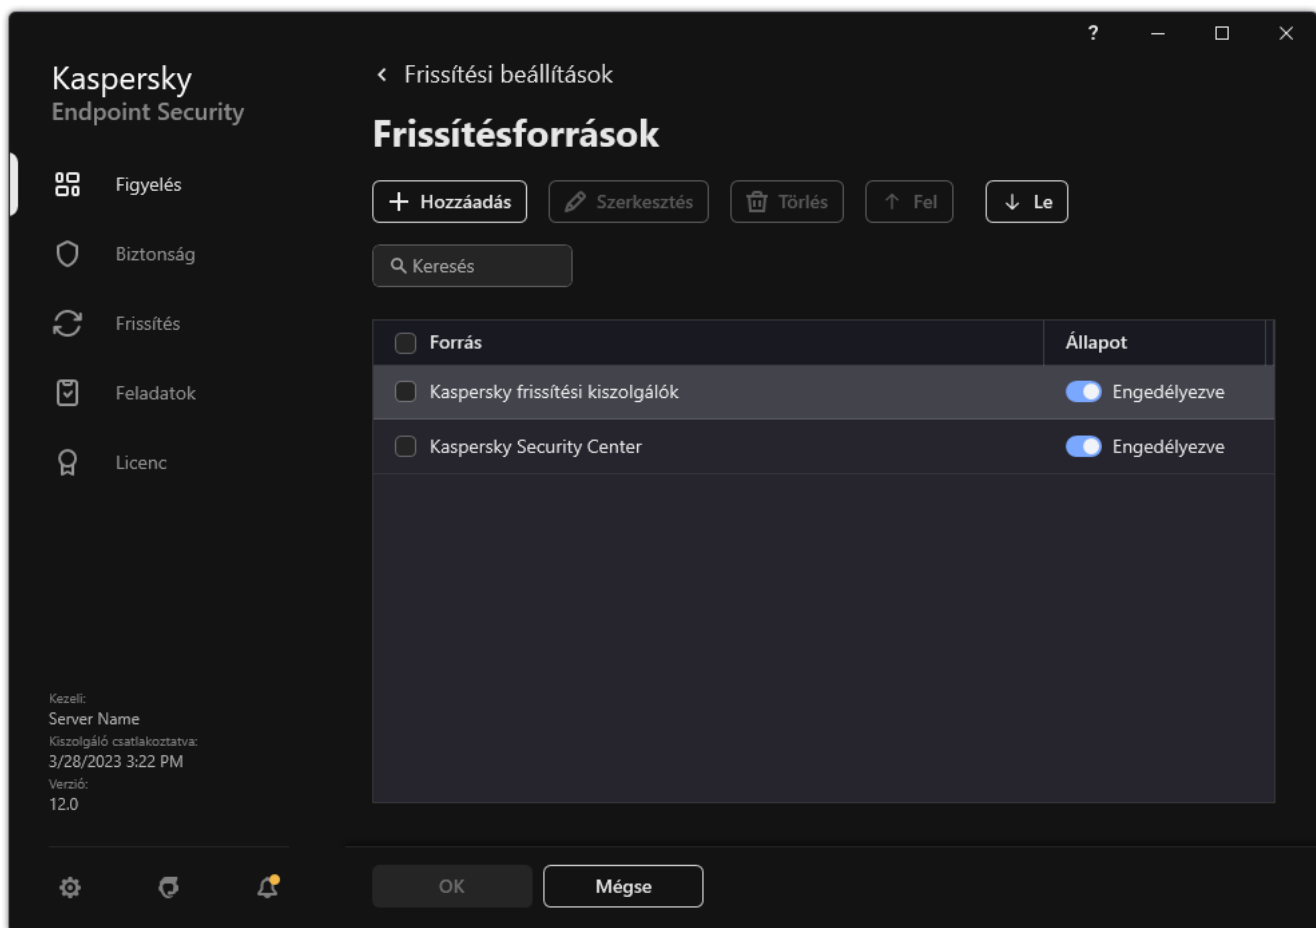 ?
Kaspersky
Endpoint Security
Figyelés
Biztonság
Frissítés
Feladatok
Licenc
Kezeli:
Server Name
Kiszolgáló csatlakoztatva:
3/28/2023 3:22 PM
Verzió:
12.0
Frissítési beállítások
Frissítésforrások
Hozzáadás Szerkesztés Törlés Fel Le
Keresés
Forrás Állapot
Kaspersky frissítési kiszolgálók Engedélyezve
Kaspersky Security Center Engedélyezve
OK Mégse